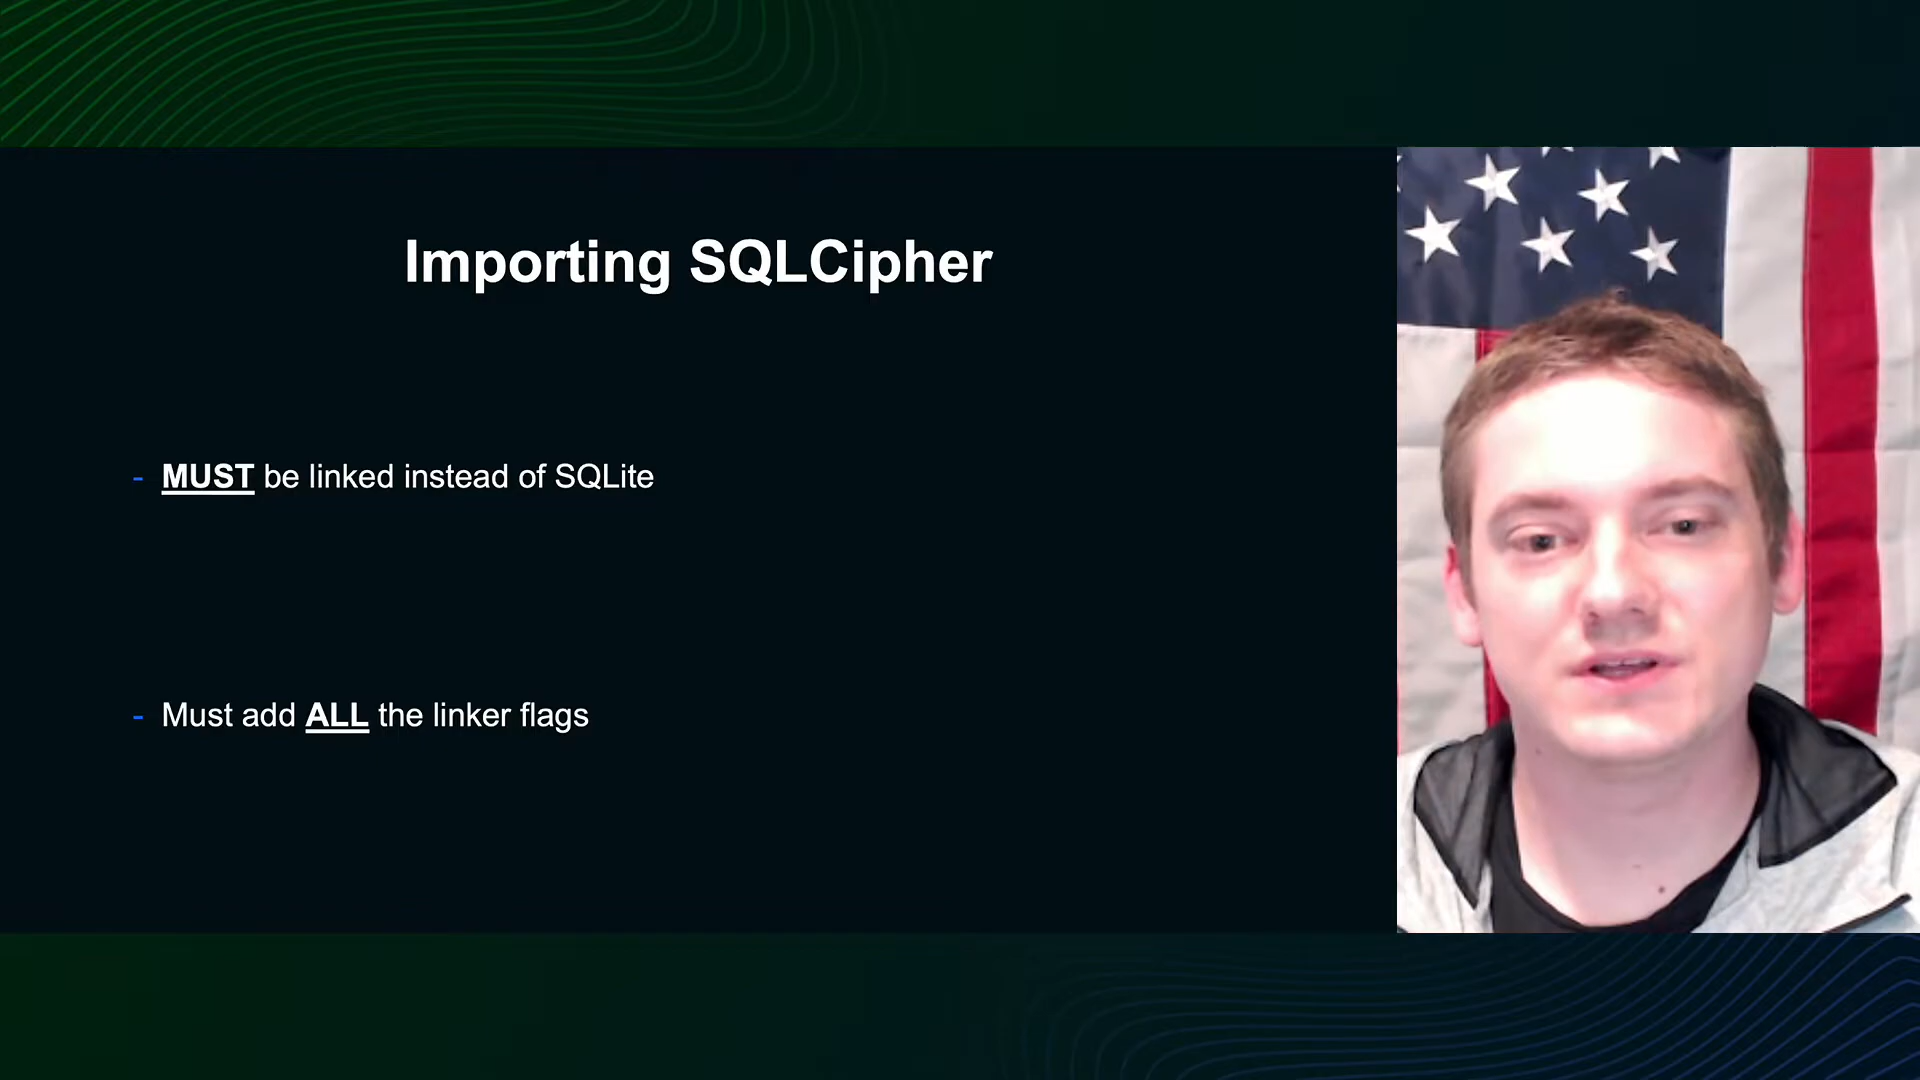 Importing SQLCipher
- MUST be linked instead of SQLite
- Must add ALL the linker flags